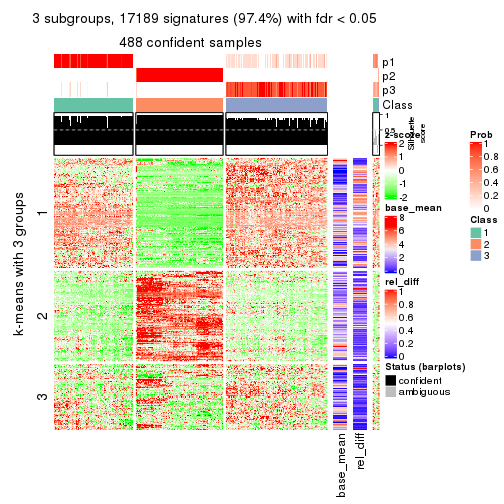 3 subgroups, 17189 signatures (97.4%) with fdr < 0.05
488 confident samples
p1
p2
p3
Class
1
0.5
0
Silhouette
score
k-means with 3 groups
1
2
3
base_mean
rel_diff
z-score
2
1
0
-1
-2
base_mean
8
6
4
2
0
rel_diff
1
0.8
0.6
0.4
0.2
0
Prob
1
0.8
0.6
0.4
0.2
0
Class
1
2
3
Status (barplots)
confident
ambiguous